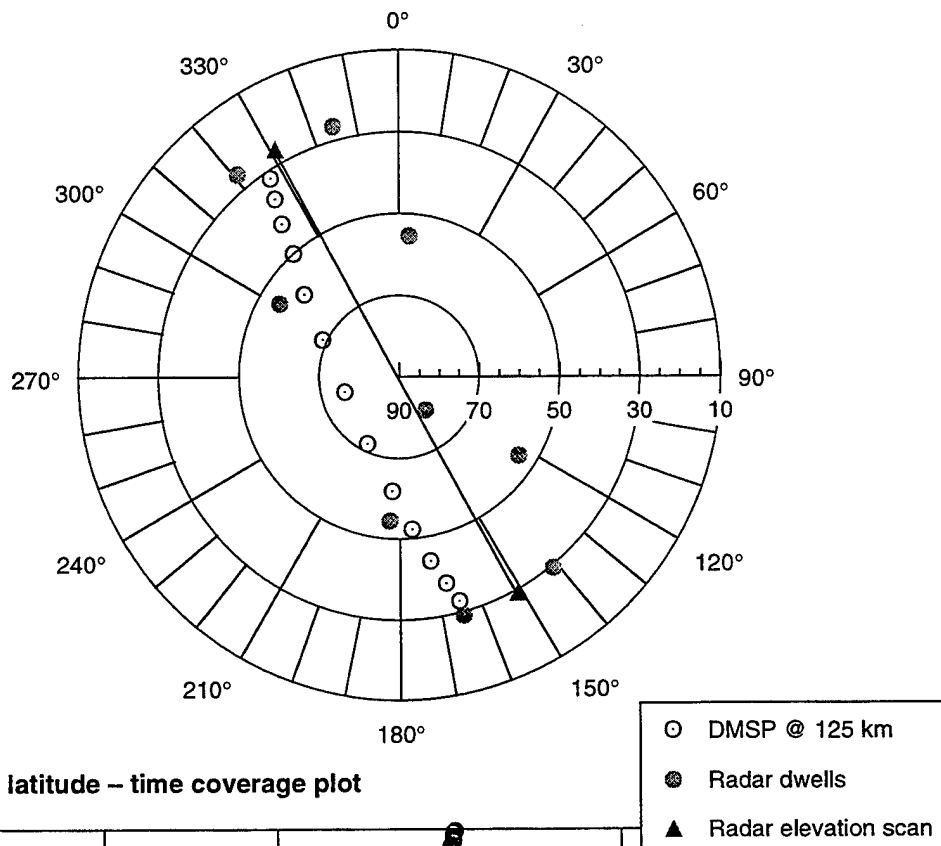 0°
330°
30°
300°
60°
270°
90°
90 70 50 30 10
240°
120°
210°
150°
180°
DMSP @ 125 km
latitude – time coverage plot
Radar dwells
Radar elevation scan